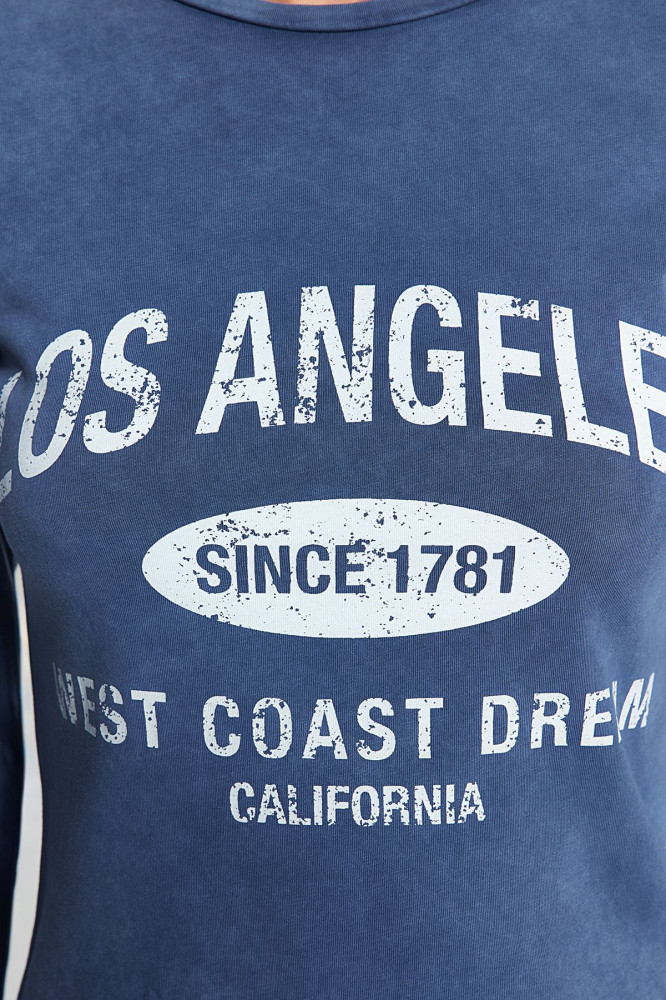 LOS ANGELE
SINCE 1781
WEST COAST DREAM
CALIFORNIA